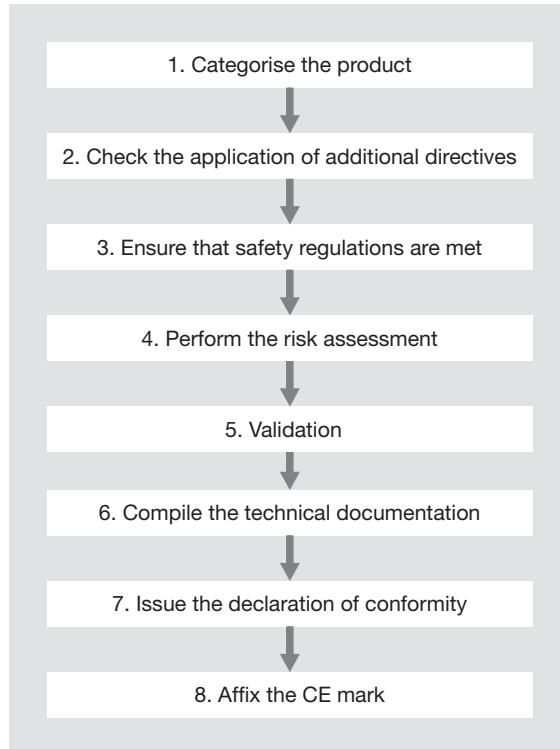 1. Categorise the product
2. Check the application of additional directives
3. Ensure that safety regulations are met
4. Perform the risk assessment
5. Validation
6. Compile the technical documentation
7. Issue the declaration of conformity
8. Affix the CE mark